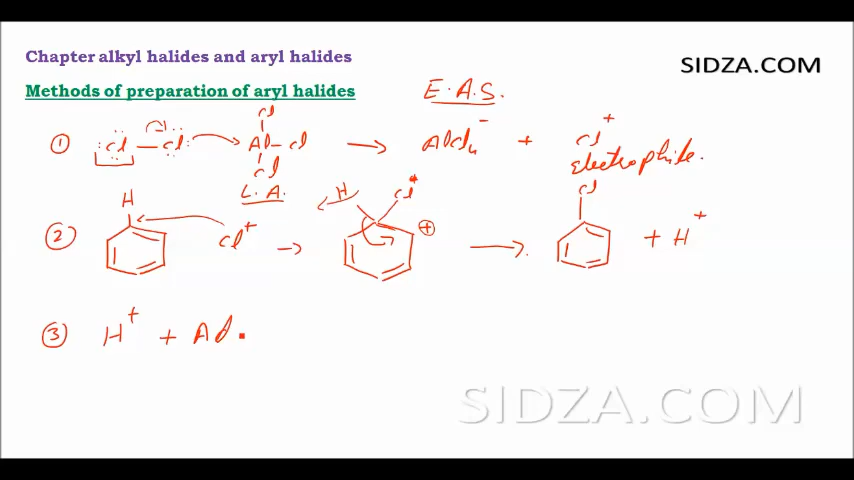 Chapter alkyl halides and aryl halides
SIDZA.COM
Methods of preparation of aryl halides
E.A.S.
① Cl — Cl → Cl Al — Cl Cl → AlCl4- + Cl+
Electrophile.
L.A.
② H Cl+ → H Cl + → Cl + H+
③ H+ + Al
SIDZA.COM